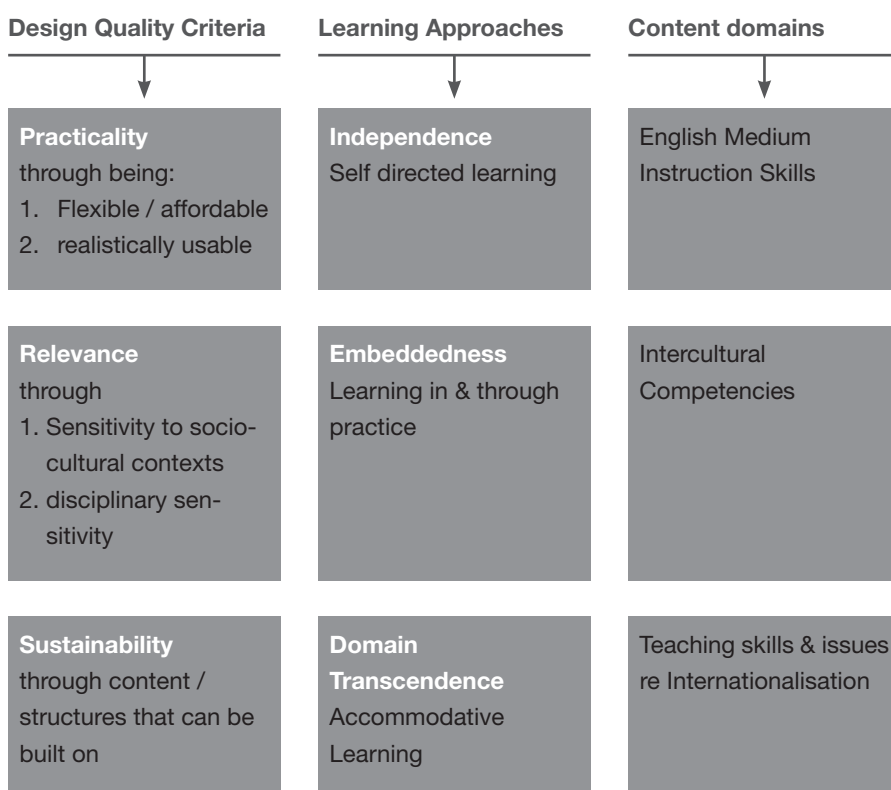 Design Quality Criteria
Practicality
through being:
1. Flexible / affordable
2. realistically usable
Relevance
through
1. Sensitivity to socio-
cultural contexts
2. disciplinary sen-
sitivity
Sustainability
through content /
structures that can be
built on
Learning Approaches
Independence
Self directed learning
Embeddedness
Learning in & through
practice
Domain
Transcendence
Accommodative
Learning
Content domains
English Medium
Instruction Skills
Intercultural
Competencies
Teaching skills & issues
re Internationalisation